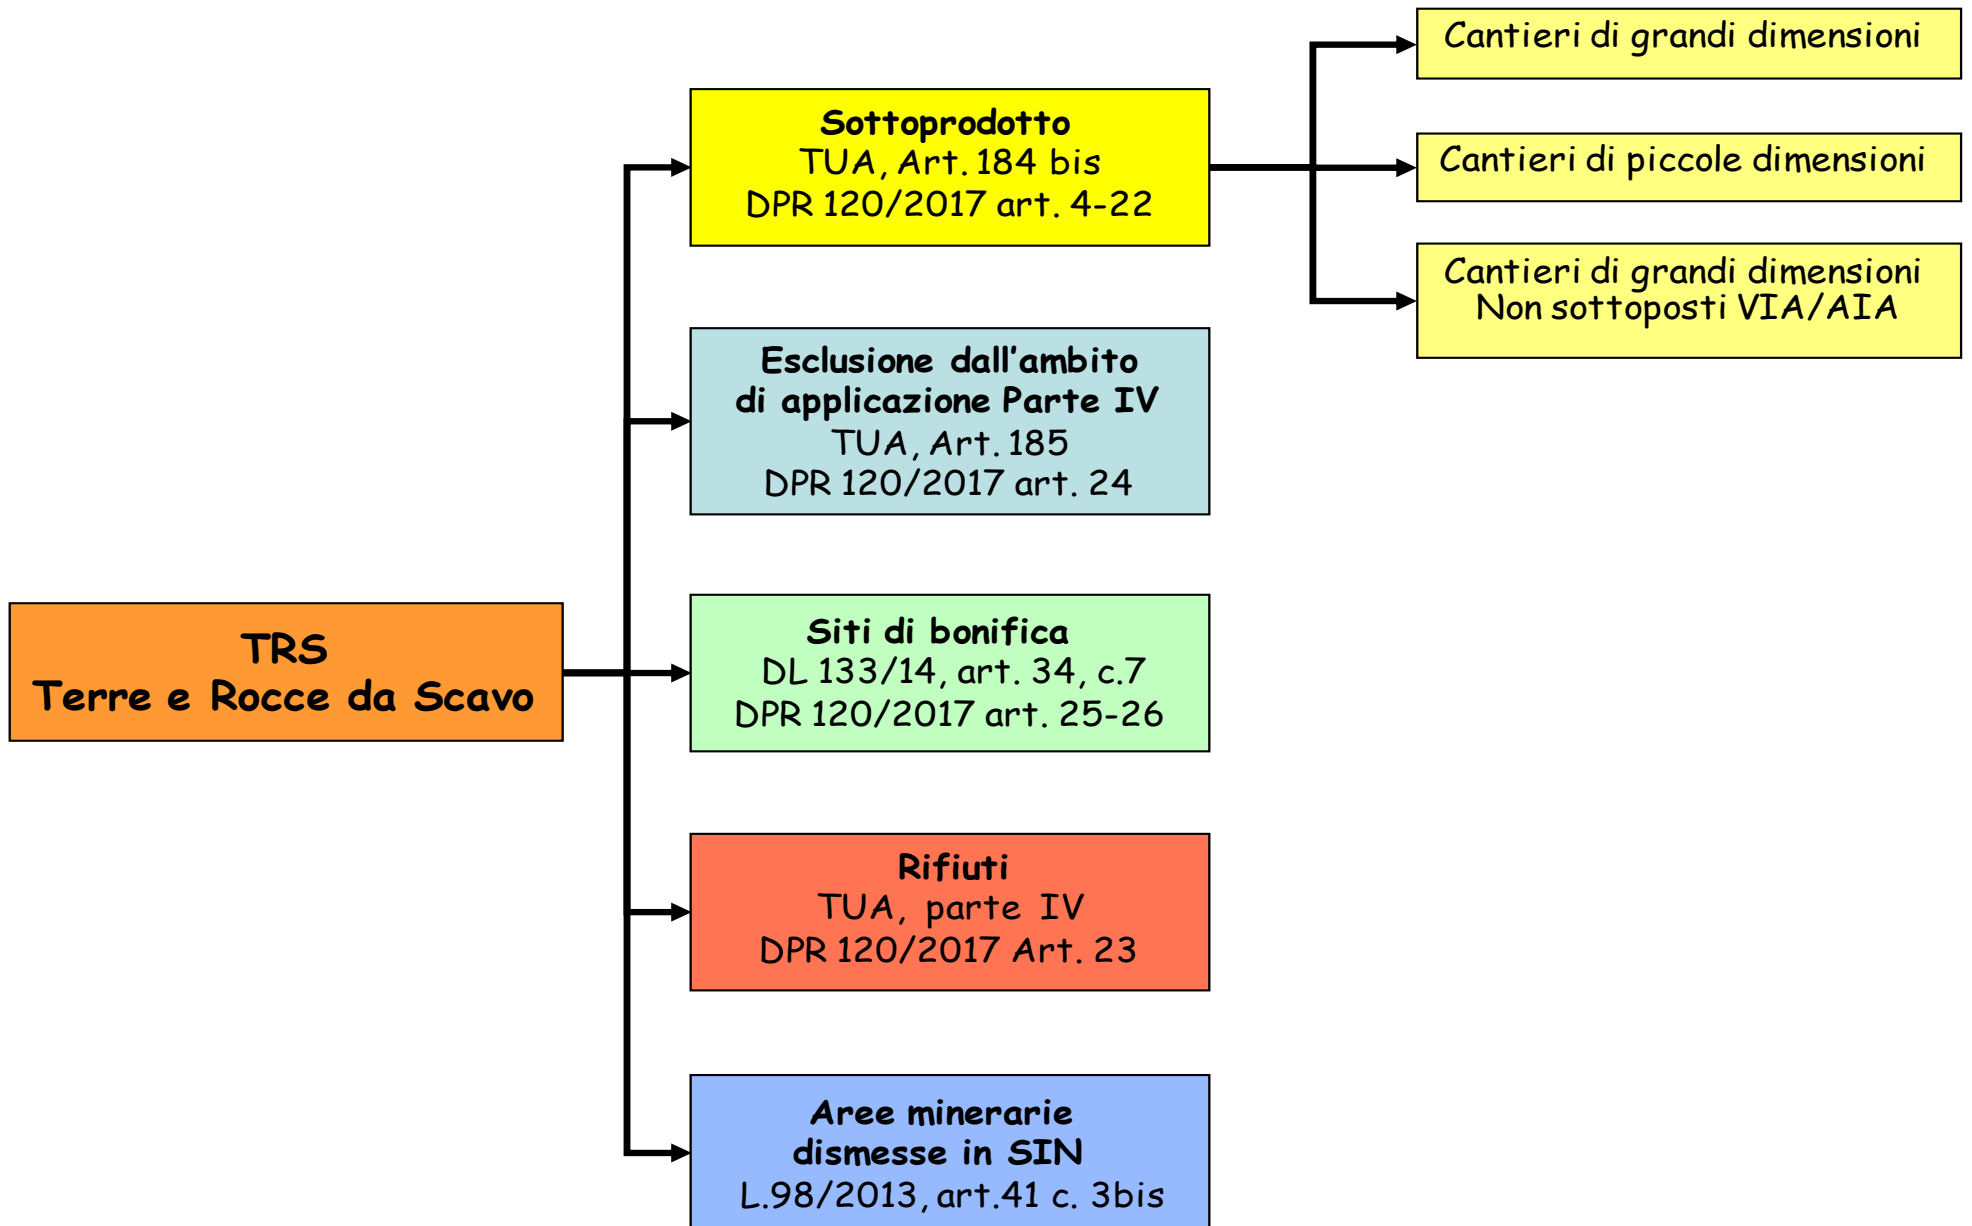 TRS
Terre e Rocce da Scavo
Sottoprodotto
TUA, Art. 184 bis
DPR 120/2017 art. 4-22
Cantieri di grandi dimensioni
Cantieri di piccole dimensioni
Cantieri di grandi dimensioni
Non sottoposti VIA/AIA
Esclusione dall'ambito
di applicazione Parte IV
TUA, Art. 185
DPR 120/2017 art. 24
Siti di bonifica
DL 133/14, art. 34, c.7
DPR 120/2017 art. 25-26
Rifiuti
TUA, parte IV
DPR 120/2017 Art. 23
Aree minerarie
dismesse in SIN
L.98/2013, art.41 c. 3bis